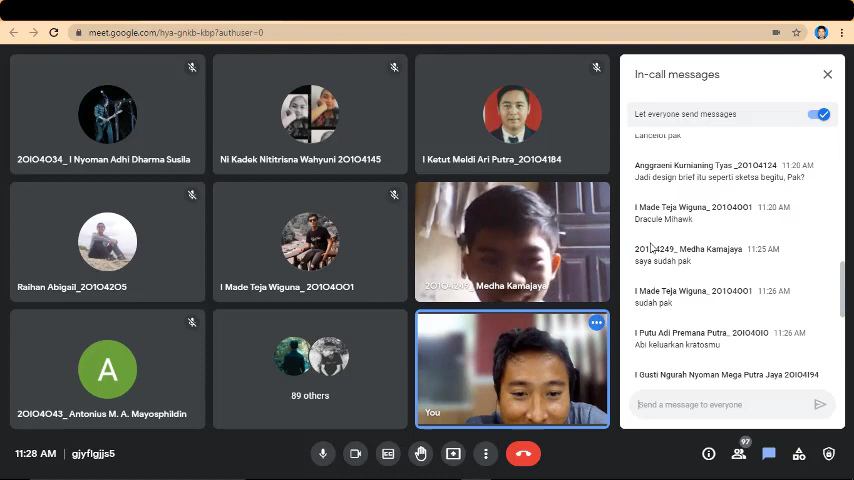 meet.google.com/hya-gnkb-kbp?authuser=0
20104034_ I Nyoman Adhi Dharma Susila
Ni Kadek Nititrisna Wahyuni 20104145
I Ketut Meldi Ari Putra_20104184
Raihan Abigail_20104205
I Made Teja Wiguna_ 20104001
20104249_ Medha Kamajaya
A
20104043_ Antonius M. A. Mayosphildin
89 others
You
In-call messages
Let everyone send messages
Lancelot pak
Anggraeni Kurnianing Tyas _20104124 11:20 AM
Jadi design brief itu seperti sketsa begitu, Pak?
I Made Teja Wiguna_ 20104001 11:20 AM
Dracule Mihawk
20104249_ Medha Kamajaya 11:25 AM
saya sudah pak
I Made Teja Wiguna_ 20104001 11:26 AM
sudah pak
I Putu Adi Premana Putra_ 20104010 11:26 AM
Abi keluarkan kratosmu
I Gusti Ngurah Nyoman Mega Putra Jaya 20104194
Send a message to everyone
11:28 AM
gjyflgjjs5
97